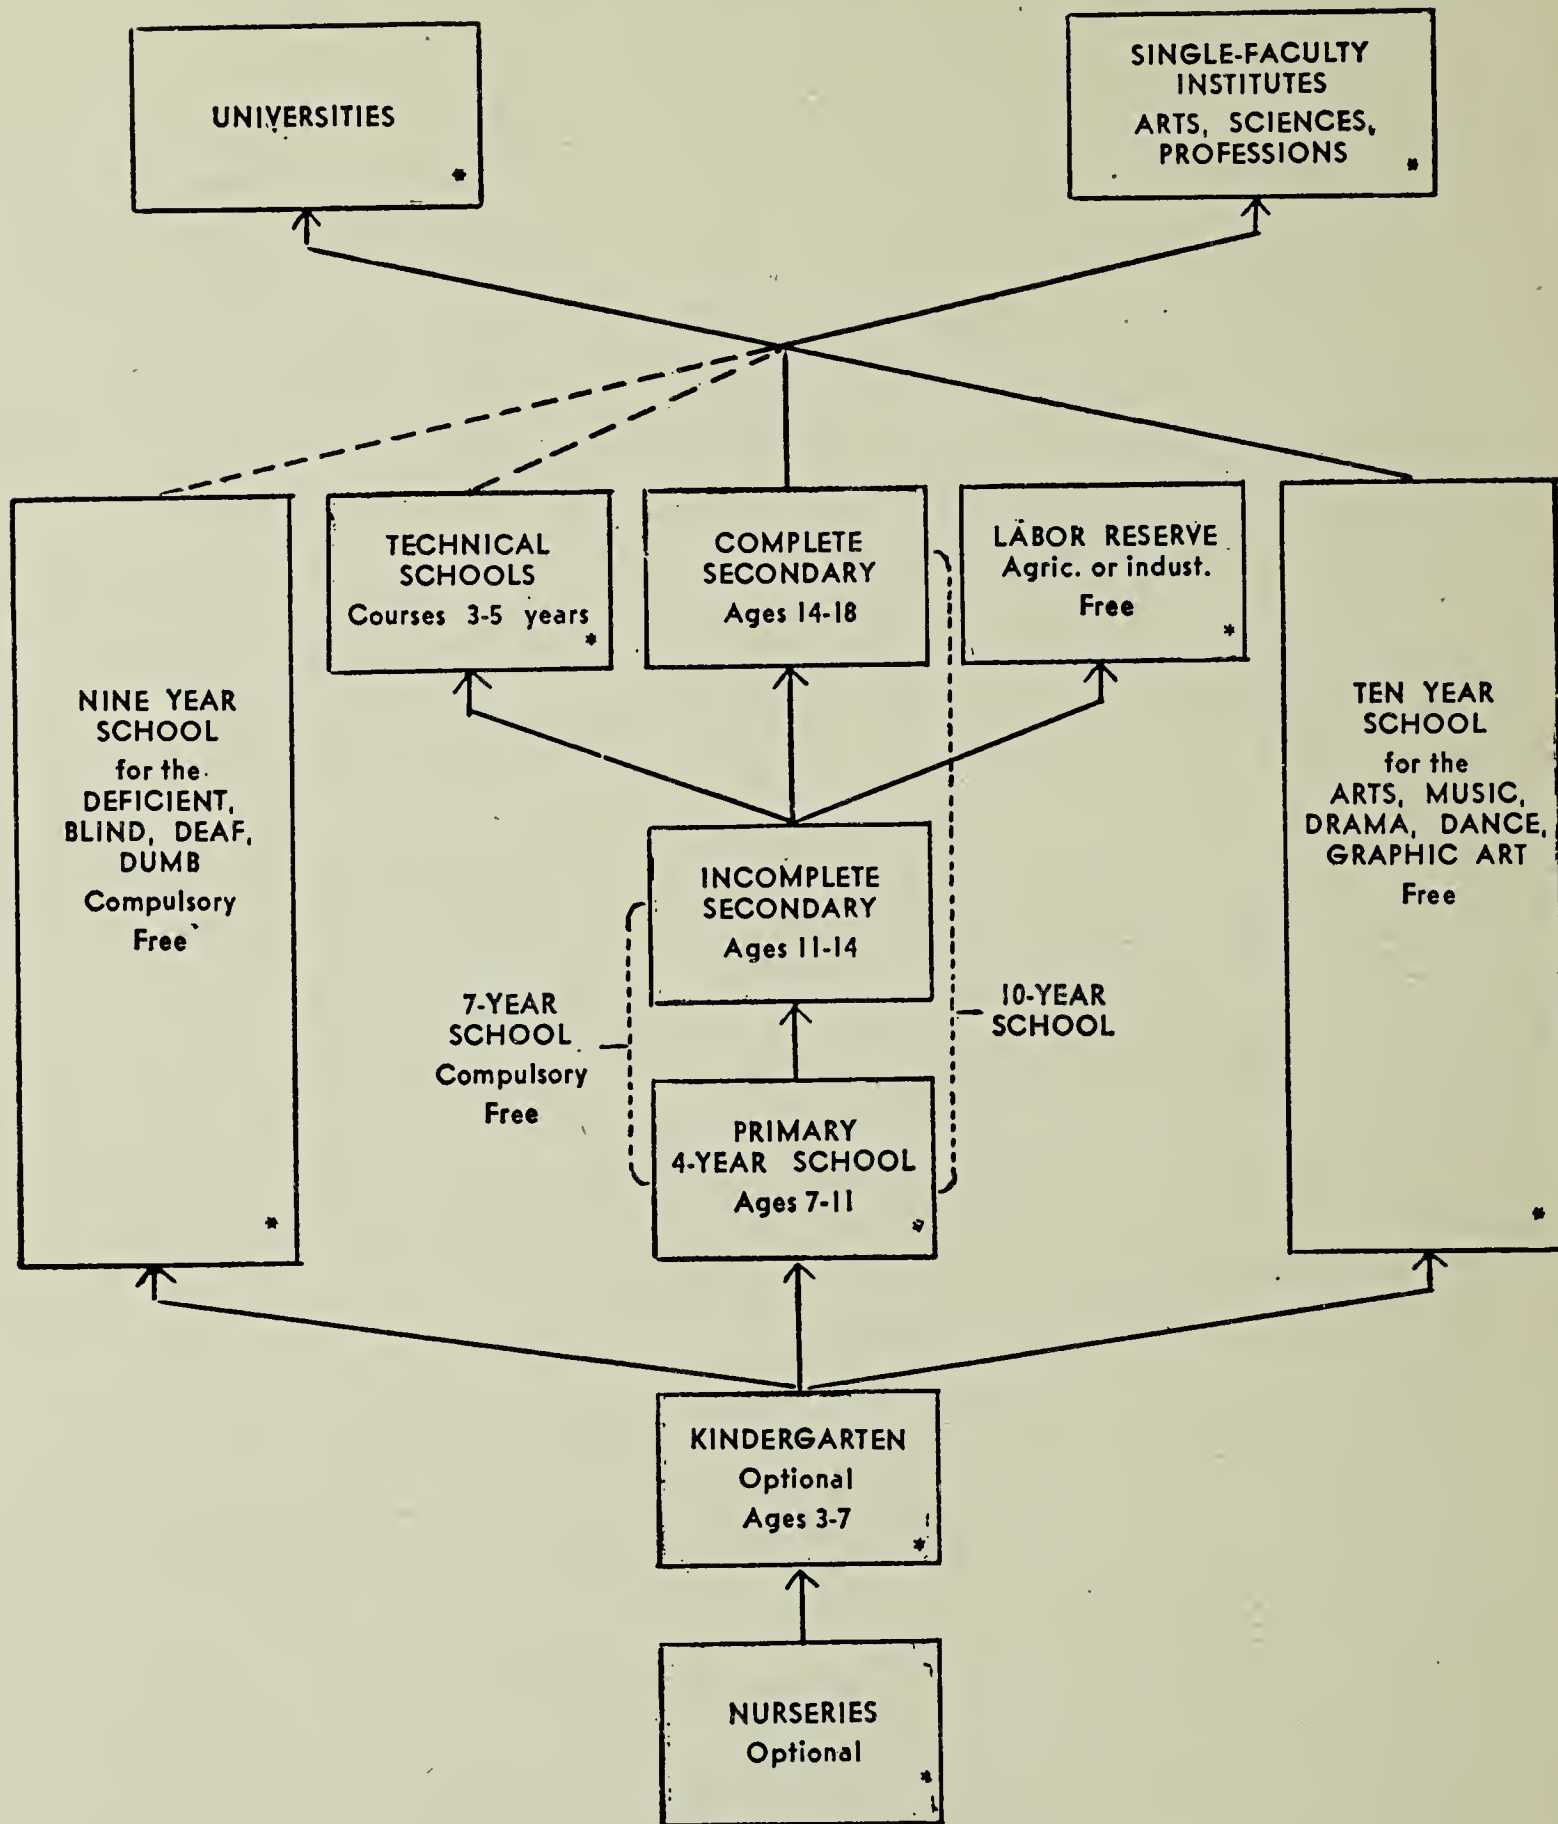 UNIVERSITIES
*
SINGLE-FACULTY
INSTITUTES
ARTS, SCIENCES,
PROFESSIONS
*
NINE YEAR
SCHOOL
for the
DEFICIENT,
BLIND, DEAF,
DUMB
Compulsory
Free
*
TECHNICAL
SCHOOLS
Courses 3-5 years
*
COMPLETE
SECONDARY
Ages 14-18
LABOR RESERVE
Agric. or indust.
Free
*
TEN YEAR
SCHOOL
for the
ARTS, MUSIC,
DRAMA, DANCE,
GRAPHIC ART
Free
*
INCOMPLETE
SECONDARY
Ages 11-14
7-YEAR
SCHOOL
Compulsory
Free
10-YEAR
SCHOOL
PRIMARY
4-YEAR SCHOOL
Ages 7-11
*
KINDERGARTEN
Optional
Ages 3-7
*
NURSERIES
Optional
*